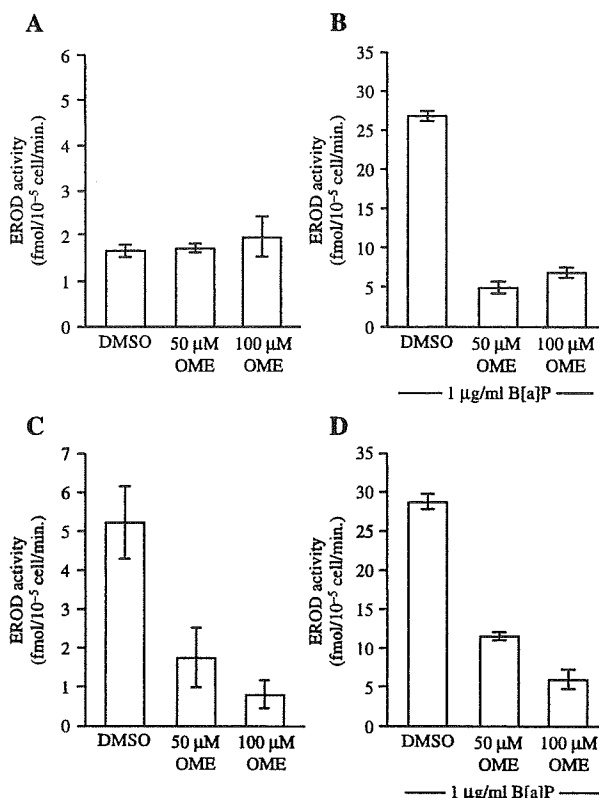 A
EROD activity
(fmol/10⁻⁵ cell/min.)
6
5
4
3
2
1
0
DMSO
50 µM
OME
100 µM
OME
B
EROD activity
(fmol/10⁻⁵ cell/min.)
35
30
25
20
15
10
5
0
DMSO
50 µM
OME
100 µM
OME
1 µg/ml B[a]P
C
EROD activity
(fmol/10⁻⁵ cell/min.)
7
6
5
4
3
2
1
0
DMSO
50 µM
OME
100 µM
OME
D
EROD activity
(fmol/10⁻⁵ cell/min.)
35
30
25
20
15
10
5
0
DMSO
50 µM
OME
100 µM
OME
1 µg/ml B[a]P